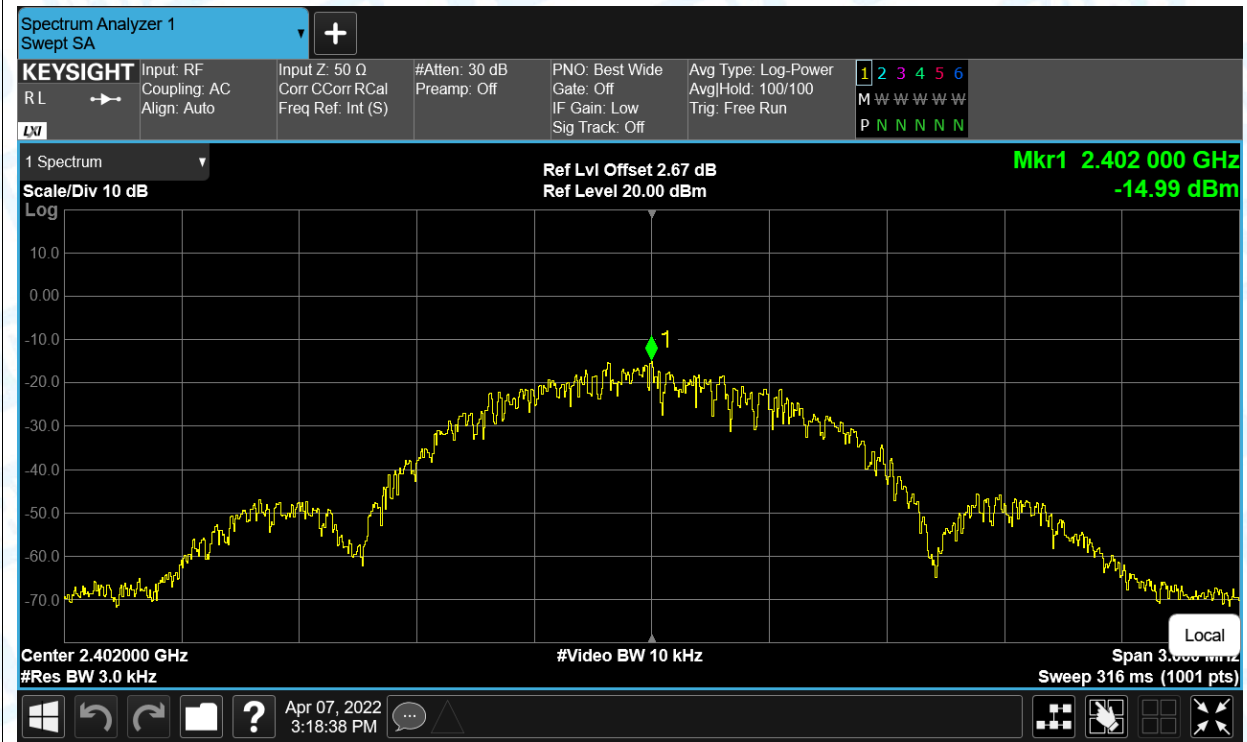 Spectrum Analyzer 1
Swept SA
KEYSIGHT
R L
LXI
Input: RF
Coupling: AC
Align: Auto
Input Z: 50 Ω
Corr CCorr RCal
Freq Ref: Int (S)
#Atten: 30 dB
Preamp: Off
PNO: Best Wide
Gate: Off
IF Gain: Low
Sig Track: Off
Avg Type: Log-Power
Avg|Hold: 100/100
Trig: Free Run
1 2 3 4 5 6
M W W W W W
P N N N N N
1 Spectrum
Scale/Div 10 dB
Ref Lvl Offset 2.67 dB
Ref Level 20.00 dBm
Mkr1 2.402 000 GHz
-14.99 dBm
Log
10.0
0.00
-10.0
-20.0
-30.0
-40.0
-50.0
-60.0
-70.0
1
Local
Center 2.402000 GHz
#Res BW 3.0 kHz
#Video BW 10 kHz
Span
Sweep 316 ms (1001 pts)
?
Apr 07, 2022
3:18:38 PM